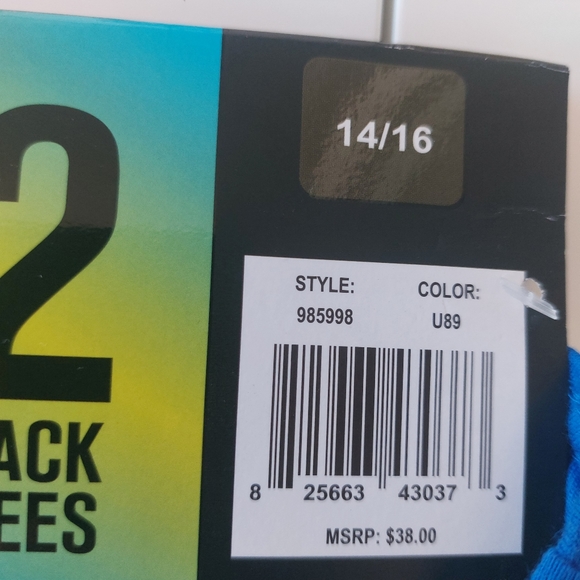 2
ACK
EES
14/16
STYLE: COLOR:
985998 U89
8 25663 43037 3
MSRP: $38.00